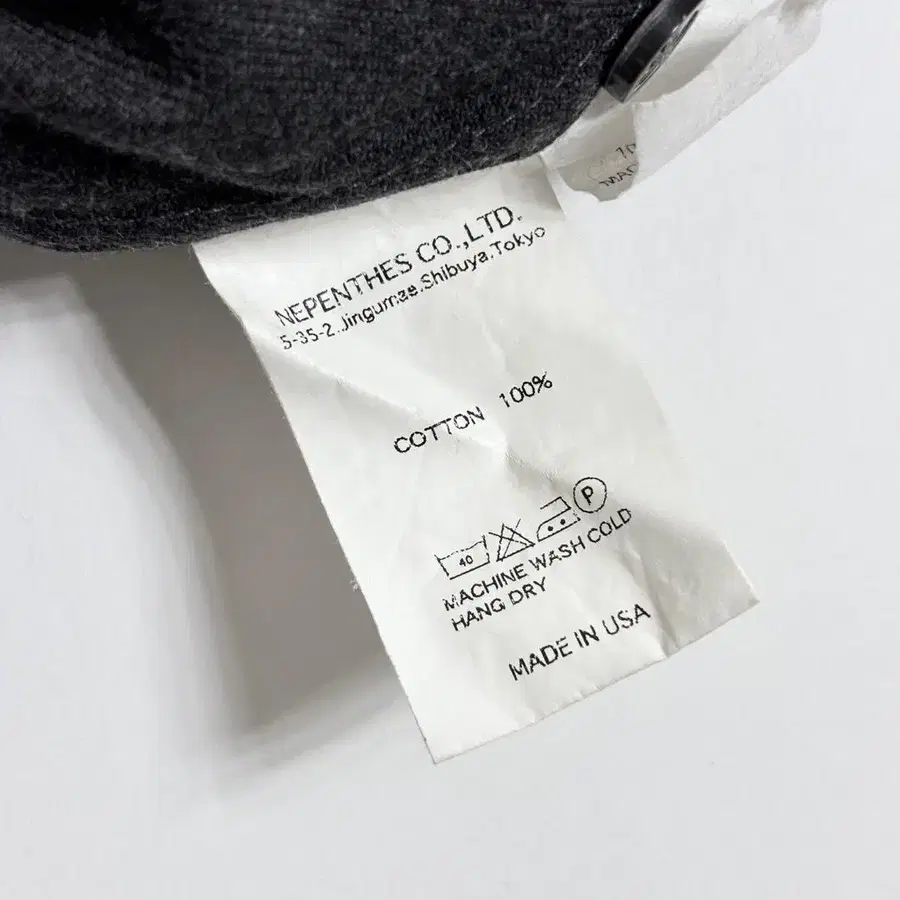 NEPENTHES CO.,LTD.
5-35-2.Jingumae.Shibuya.Tokyo
COTTON 100%
P
40
MACHINE WASH COLD
HANG DRY
MADE IN USA